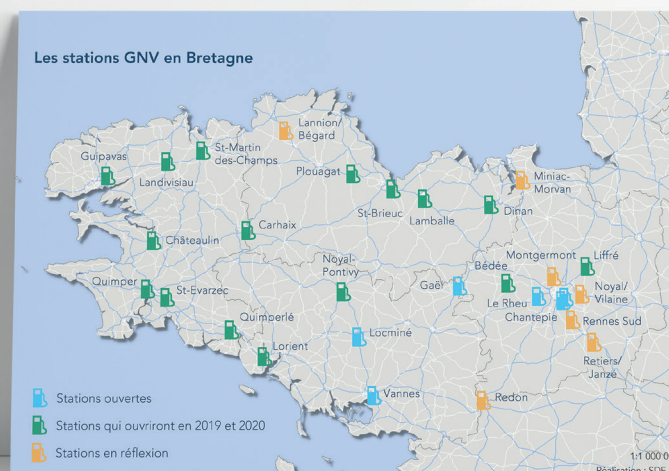 Les stations GNV en Bretagne
Lannion/
Bégard
St-Martin
des-Champs
Guipavas
Landivisiau
Plouagat
Miniac-
Morvan
St-Brieuc
Lamballe
Dinan
Carhaix
Châteaulin
Noyal-
Pontivy
Montgermont
Liffré
Bédée
Gaël
Quimper
St-Evarzec
Le Rheu
Noyal/
Vilaine
Chantepie
Rennes Sud
Quimperlé
Locminé
Lorient
Retiers/
Janzé
Vannes
Redon
Stations ouvertes
Stations qui ouvriront en 2019 et 2020
Stations en réflexion
1:1 000 0
Réalisation : SDE